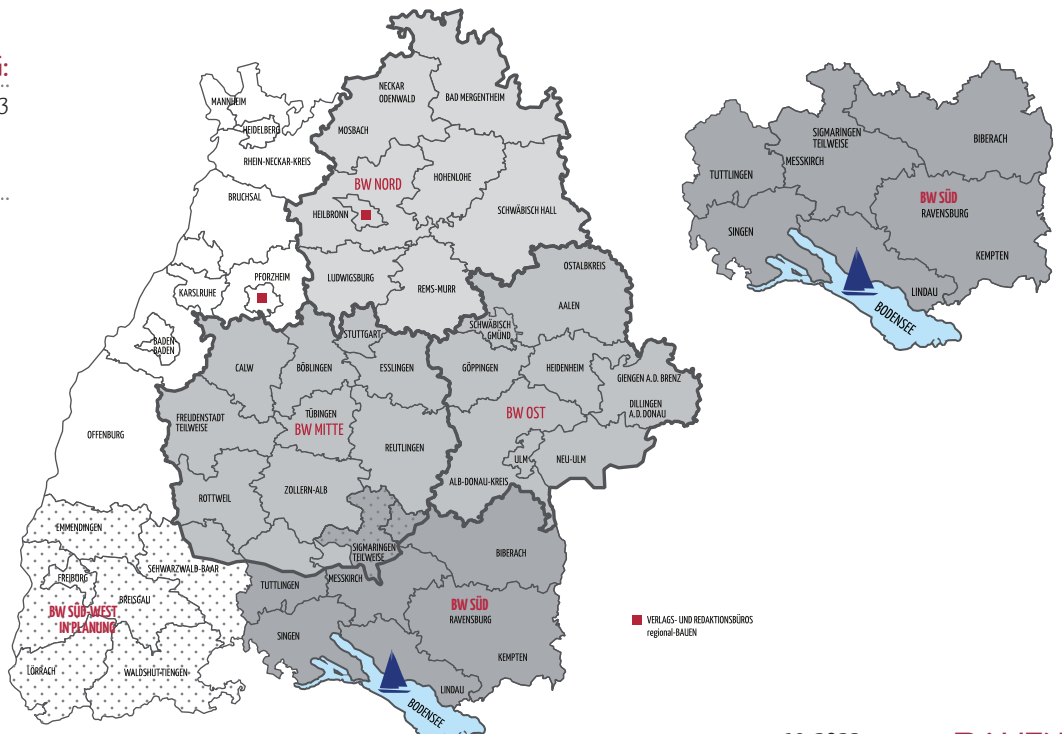 :
3
MANNHEIM
HEIDELBERG
RHEIN-NECKAR-KREIS
BRUCHSAL
KARSLRUHE
PFORZHEIM
BADEN
BADEN
OFFENBURG
NECKAR
ODENWALD
BAD MERGENTHEIM
MOSBACH
BW NORD
HOHENLOHE
HEILBRONN
SCHWÄBISCH HALL
LUDWIGSBURG
REMS-MURR
OSTALBKREIS
AALEN
SCHWÄBISCH
GMÜND
STUTTGART
CALW
BÖBLINGEN
ESSLINGEN
GÖPPINGEN
HEIDENHEIM
GIENGEN A.D. BRENZ
DILLINGEN
A.D. DONAU
FREUDENSTADT
TEILWEISE
TÜBINGEN
BW MITTE
BW OST
REUTLINGEN
ULM
NEU-ULM
ROTTWEIL
ZOLLERN-ALB
ALB-DONAU-KREIS
SIGMARINGEN
TEILWEISE
EMMENDINGEN
SCHWARZWALD-BAAR
FREIBURG
BREISGAU
BW SÜD-WEST
IN PLANUNG
LÖRRACH
WALDSHUT-TIENGEN
TUTTLINGEN
MESSKIRCH
BIBERACH
BW SÜD
RAVENSBURG
SINGEN
KEMPTEN
LINDAU
BODENSEE
SIGMARINGEN
TEILWEISE
BIBERACH
MESSKIRCH
TUTTLINGEN
BW SÜD
RAVENSBURG
SINGEN
KEMPTEN
LINDAU
BODENSEE
VERLAGS- UND REDAKTIONSBÜROS
regional-BAUEN